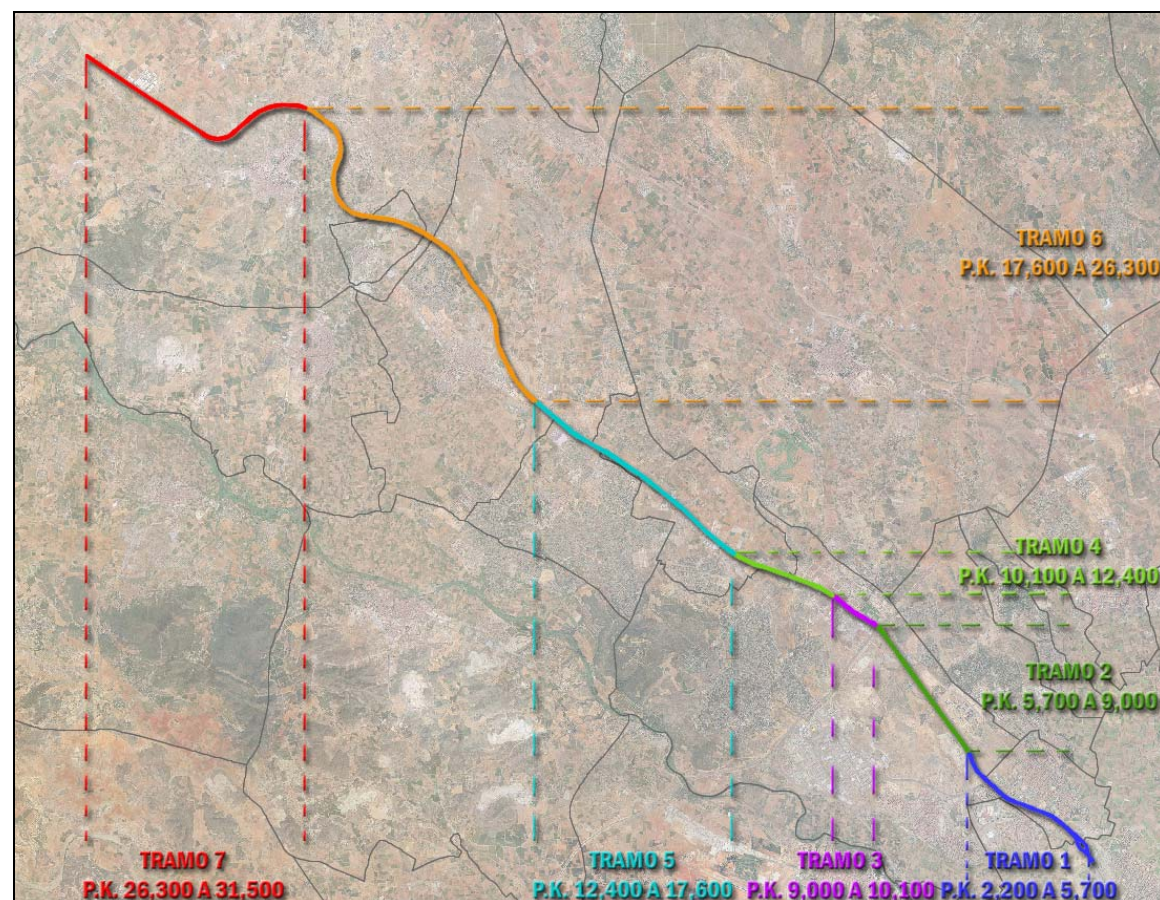 TRAMO 6
P.K. 17,600 A 26,300
TRAMO 4
P.K. 10,100 A 12,400
TRAMO 2
P.K. 5,700 A 9,000
TRAMO 7
P.K. 26,300 A 31,500
TRAMO 5
P.K. 12,400 A 17,600
TRAMO 3
P.K. 9,000 A 10,100
TRAMO 1
P.K. 2,200 A 5,700